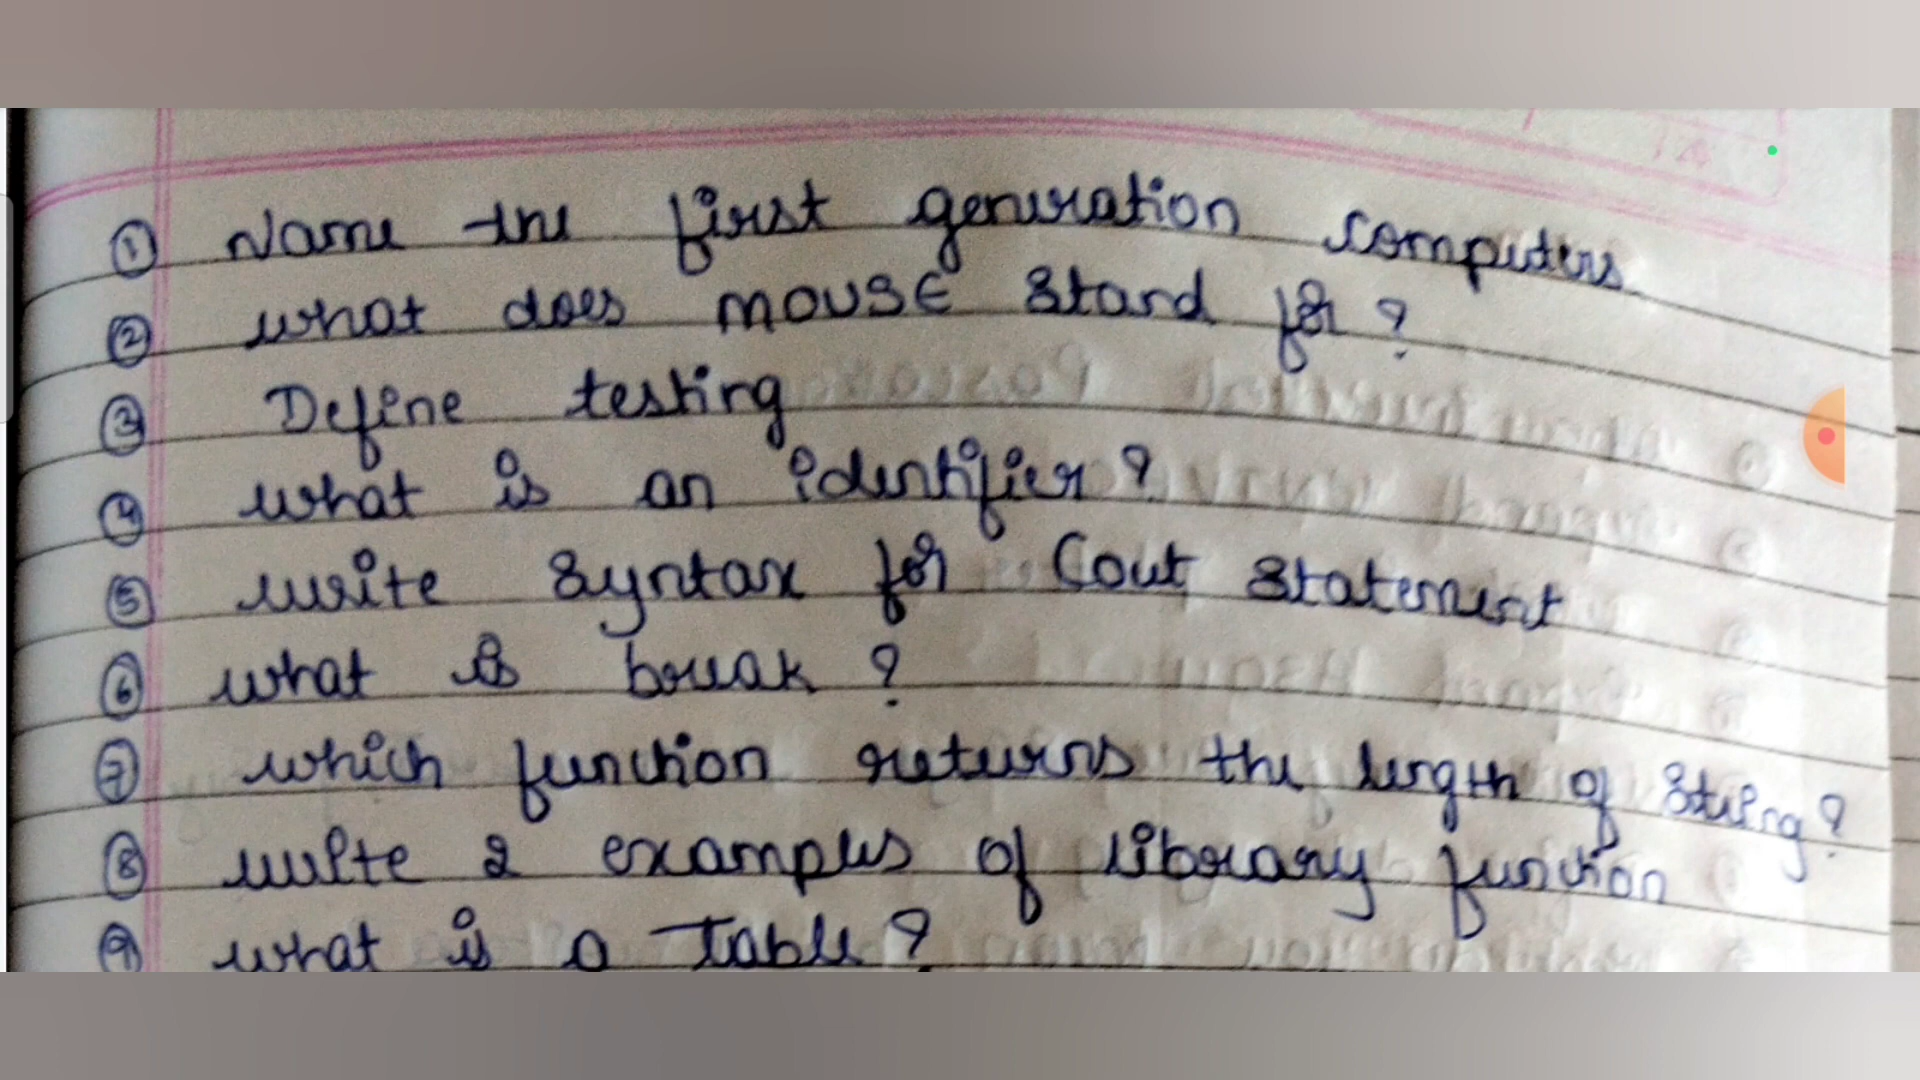 ① Name the first generation computers
② what does MOUSE stand for?
③ Define testing
④ what is an identifier?
⑤ write syntax for Cout statement
⑥ what is break?
⑦ which function returns the length of string?
⑧ write 2 examples of library function
⑨ what is a Table?